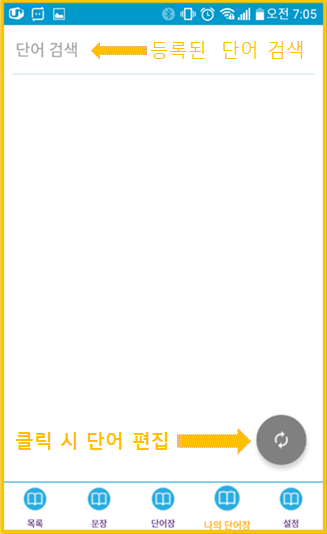 오전 7:05
단어 검색 등록된 단어 검색
클릭 시 단어 편집
목록 문장 단어장 나의 단어장 설정